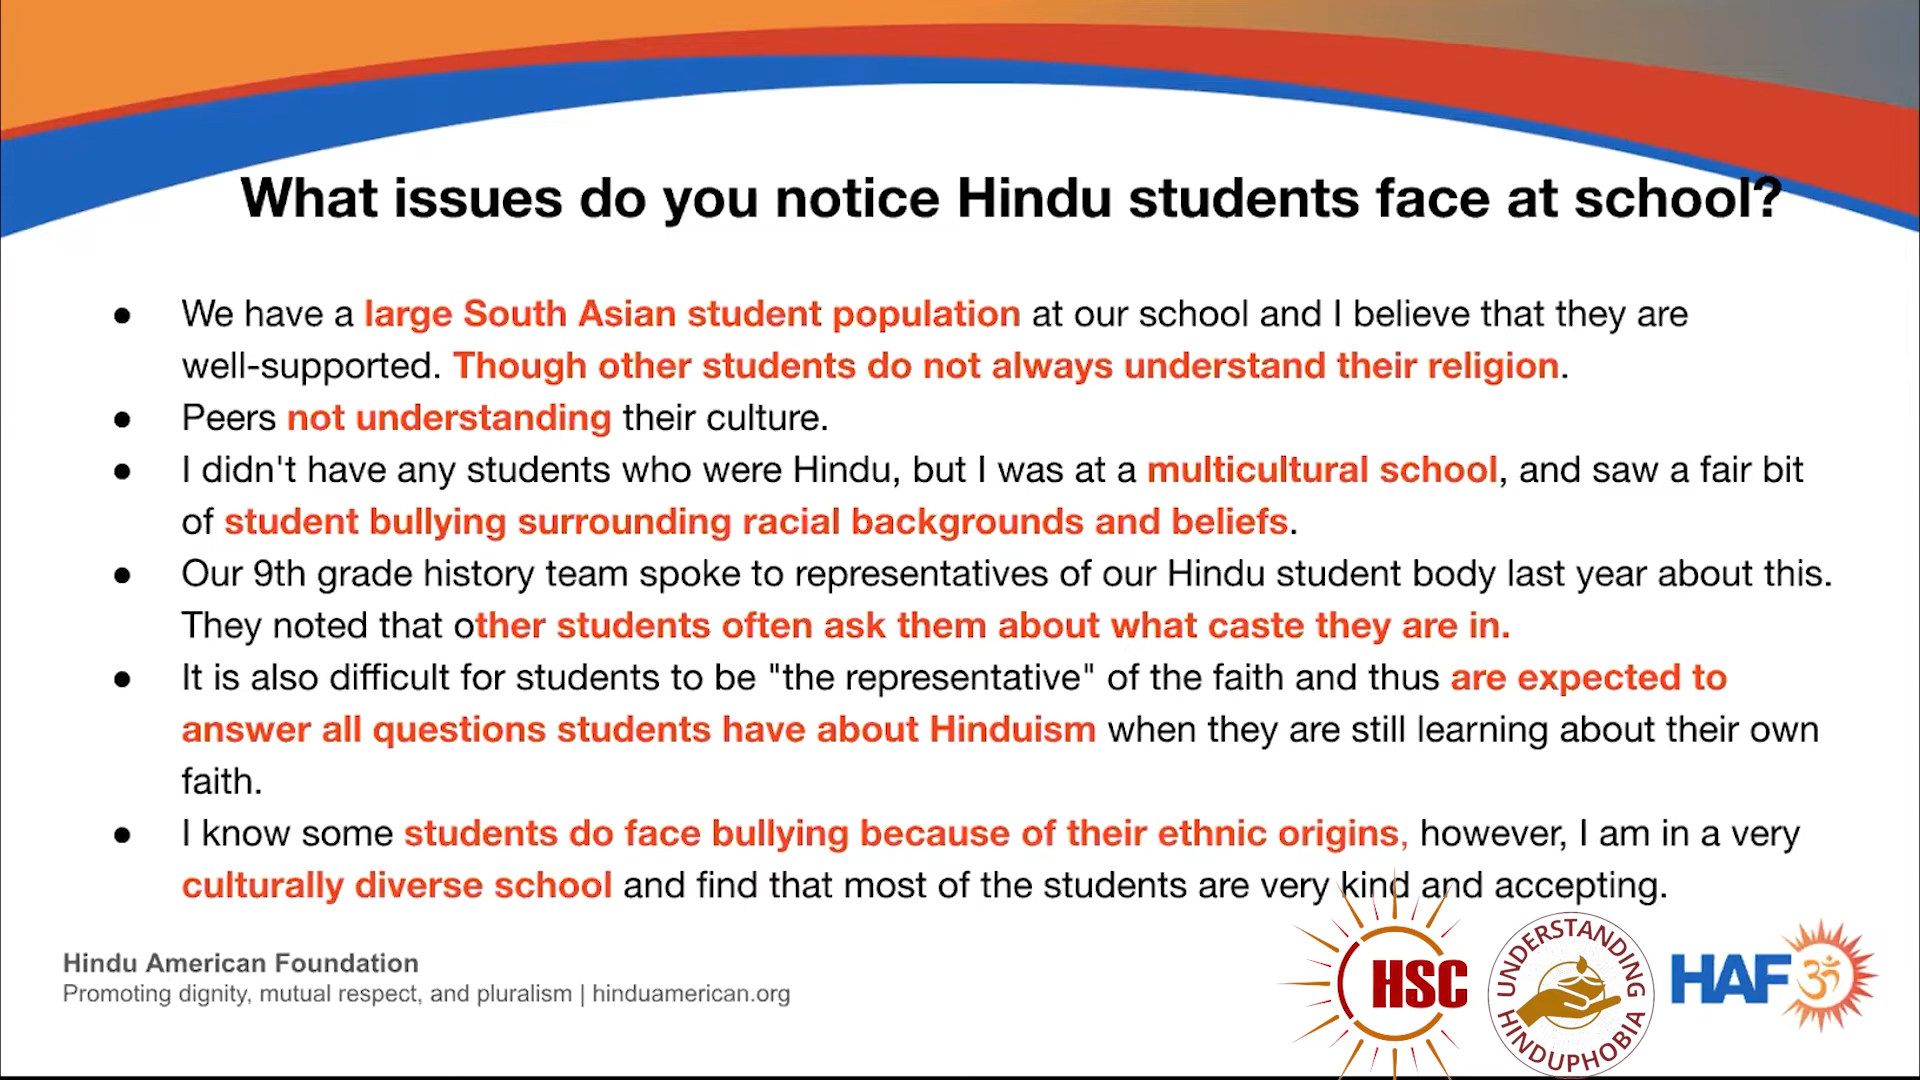 What issues do you notice Hindu students face at school?
● We have a large South Asian student population at our school and I believe that they are
well-supported. Though other students do not always understand their religion.
● Peers not understanding their culture.
● I didn't have any students who were Hindu, but I was at a multicultural school, and saw a fair bit
of student bullying surrounding racial backgrounds and beliefs.
● Our 9th grade history team spoke to representatives of our Hindu student body last year about this.
They noted that other students often ask them about what caste they are in.
● It is also difficult for students to be "the representative" of the faith and thus are expected to
answer all questions students have about Hinduism when they are still learning about their own
faith.
● I know some students do face bullying because of their ethnic origins, however, I am in a very
culturally diverse school and find that most of the students are very kind and accepting.
Hindu American Foundation
Promoting dignity, mutual respect, and pluralism | hinduamerican.org
HSC
UNDERSTANDING
HINDUPHOBIA
HAF ॐ